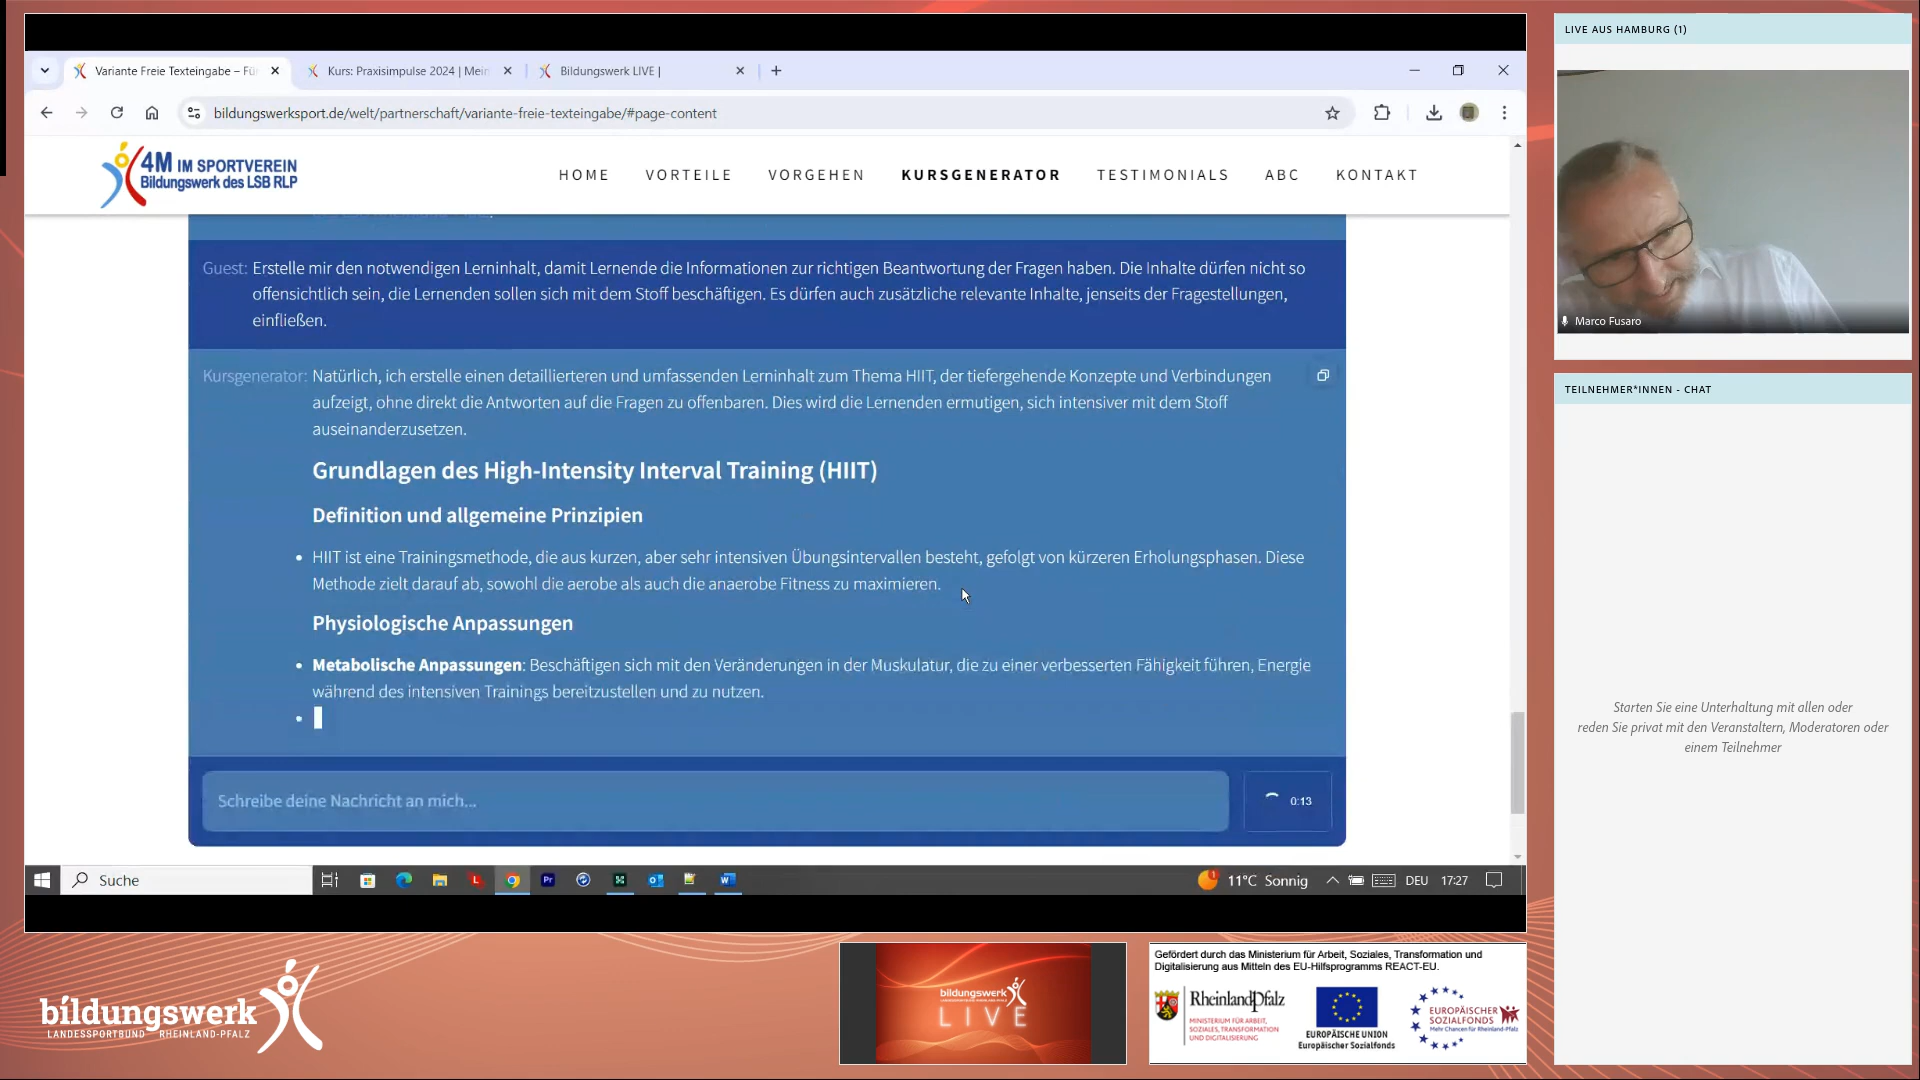 Variante Freie Texteingabe – Fü
Kurs: Praxisimpulse 2024 | Mein
Bildungswerk LIVE |
bildungswerksport.de/welt/partnerschaft/variante-freie-texteingabe/#page-content
4M IM SPORTVEREIN
Bildungswerk des LSB RLP
HOME VORTEILE VORGEHEN KURSGENERATOR TESTIMONIALS ABC KONTAKT
Guest: Erstelle mir den notwendigen Lerninhalt, damit Lernende die Informationen zur richtigen Beantwortung der Fragen haben. Die Inhalte dürfen nicht so
offensichtlich sein, die Lernenden sollen sich mit dem Stoff beschäftigen. Es dürfen auch zusätzliche relevante Inhalte, jenseits der Fragestellungen,
einfließen.
Kursgenerator: Natürlich, ich erstelle einen detaillierteren und umfassenden Lerninhalt zum Thema HIIT, der tiefergehende Konzepte und Verbindungen
aufzeigt, ohne direkt die Antworten auf die Fragen zu offenbaren. Dies wird die Lernenden ermutigen, sich intensiver mit dem Stoff
auseinanderzusetzen.
Grundlagen des High-Intensity Interval Training (HIIT)
Definition und allgemeine Prinzipien
• HIIT ist eine Trainingsmethode, die aus kurzen, aber sehr intensiven Übungsintervallen besteht, gefolgt von kürzeren Erholungsphasen. Diese
Methode zielt darauf ab, sowohl die aerobe als auch die anaerobe Fitness zu maximieren.
Physiologische Anpassungen
• Metabolische Anpassungen: Beschäftigen sich mit den Veränderungen in der Muskulatur, die zu einer verbesserten Fähigkeit führen, Energie
während des intensiven Trainings bereitzustellen und zu nutzen.
•
Schreibe deine Nachricht an mich...
0:13
Suche
11°C Sonnig
DEU
17:27
LIVE AUS HAMBURG (1)
Marco Fusaro
TEILNEHMER*INNEN - CHAT
Starten Sie eine Unterhaltung mit allen oder
reden Sie privat mit den Veranstaltern, Moderatoren oder
einem Teilnehmer
bildungswerk
LANDESSPORTBUND RHEINLAND-PFALZ
bildungswerk
LIVE
Gefördert durch das Ministerium für Arbeit, Soziales, Transformation und
Digitalisierung aus Mitteln des EU-Hilfsprogramms REACT-EU.
RheinlandPfalz
MINISTERIUM FÜR ARBEIT,
SOZIALES, TRANSFORMATION
UND DIGITALISIERUNG
EUROPÄISCHE UNION
Europäischer Sozialfonds
EUROPÄISCHER
SOZIALFONDS
Mehr Chancen für Rheinland-Pfalz